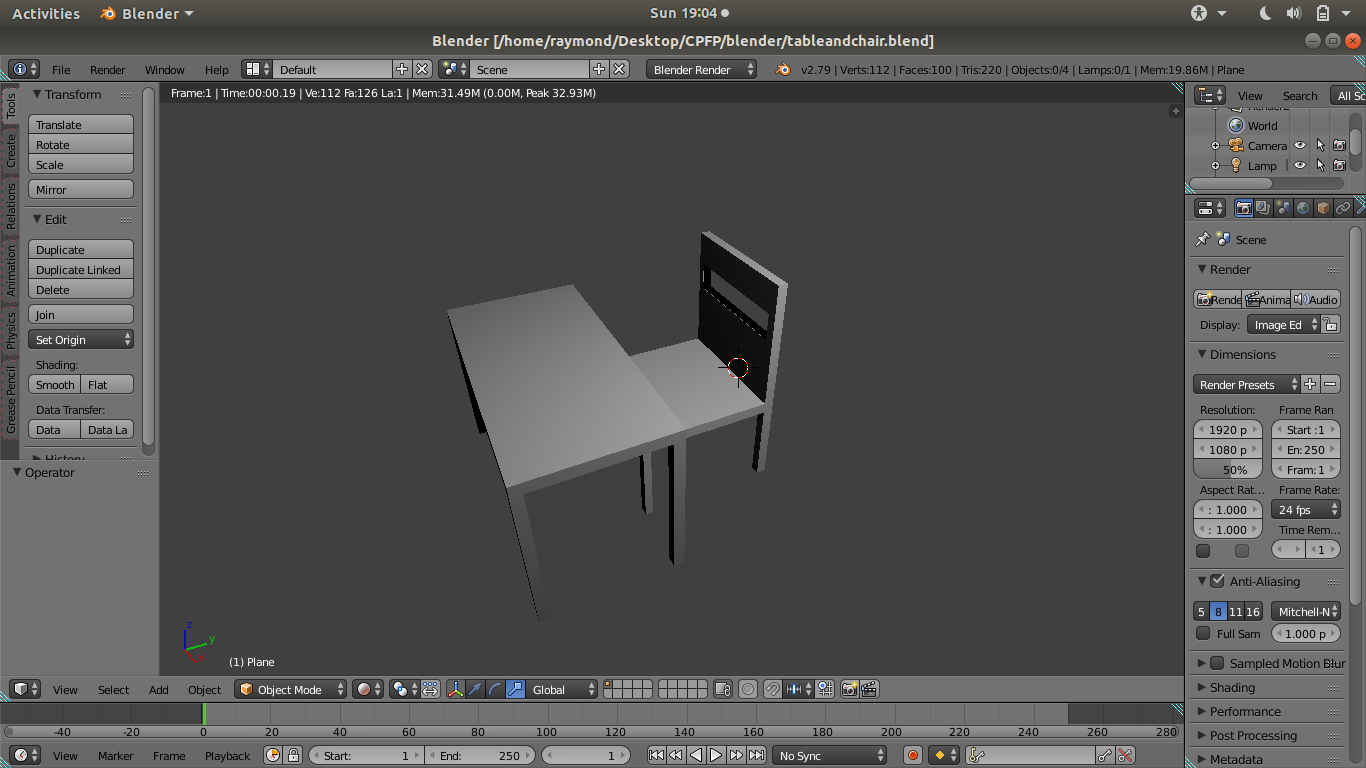 Activities Blender Sun 19:04
Blender [/home/raymond/Desktop/CPFP/blender/tableandchair.blend]
File Render Window Help Default Scene Blender Render v2.79 | Verts:112 | Faces:100 | Tris:220 | Objects:0/4 | Lamps:0/1 | Mem:19.86M | Plane
Frame:1 | Time:00:00.19 | Ve:112 Fa:126 La:1 | Mem:31.49M (0.00M, Peak 32.93M)
Tools
Create
Relations
Animation
Physics
Grease Pencil
Transform
Translate
Rotate
Scale
Mirror
Edit
Duplicate
Duplicate Linked
Delete
Join
Set Origin
Shading:
Smooth Flat
Data Transfer:
Data Data La
Operator
z
y
(1) Plane
View Search All Sc
World
Camera
Lamp
Scene
Render
Rende Anima Audio
Display: Image Ed
Dimensions
Render Presets
Resolution: Frame Ran
1920 p Start :1
1080 p En: 250
50% Fram: 1
Aspect Rat... Frame Rate:
: 1.000 24 fps
: 1.000 Time Rem...
1
Anti-Aliasing
5 8 11 16 Mitchell-N
Full Sam 1.000 p
Sampled Motion Blur
Shading
Performance
Post Processing
Metadata
View Select Add Object Object Mode Global
-40 -20 0 20 40 60 80 100 120 140 160 180 200 220 240 260 280
View Marker Frame Playback Start: 1 End: 250 1 No Sync